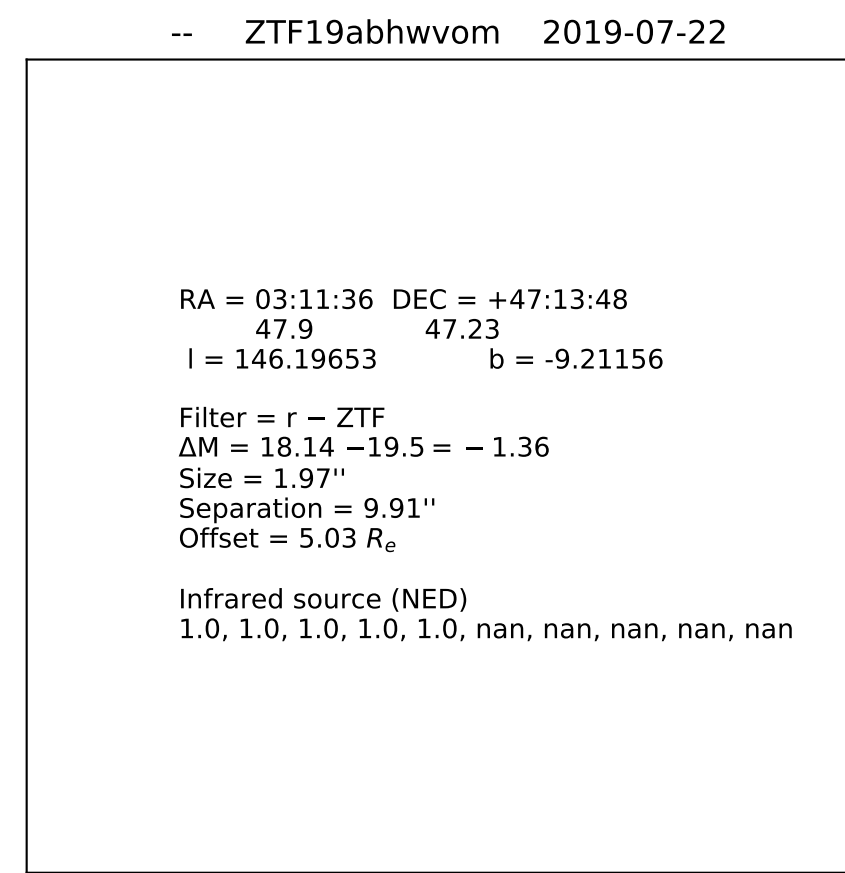 -- ZTF19abhwvom 2019-07-22
RA = 03:11:36 DEC = +47:13:48
47.9 47.23
l = 146.19653 b = -9.21156
Filter = r − ZTF
ΔM = 18.14 −19.5 = − 1.36
Size = 1.97''
Separation = 9.91''
Offset = 5.03 Re
Infrared source (NED)
1.0, 1.0, 1.0, 1.0, 1.0, nan, nan, nan, nan, nan